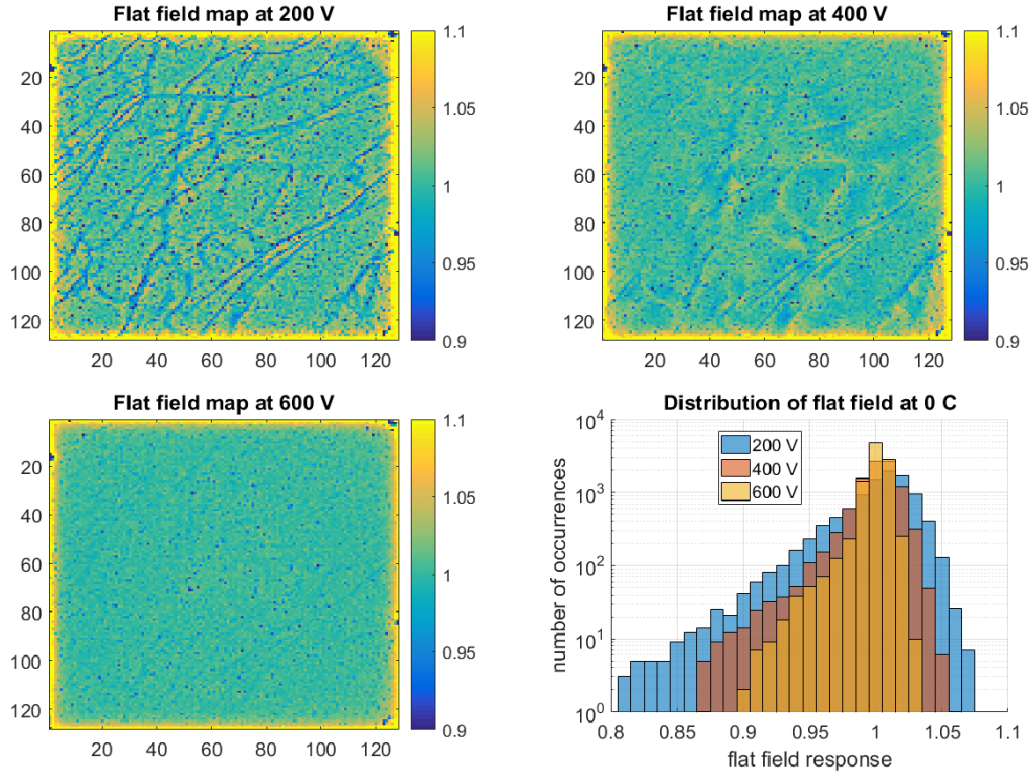 Flat field map at 200 V
20
40
60
80
100
120
20 40 60 80 100 120
1.1
1.05
1
0.95
0.9
Flat field map at 400 V
20
40
60
80
100
120
20 40 60 80 100 120
1.1
1.05
1
0.95
0.9
Flat field map at 600 V
20
40
60
80
100
120
20 40 60 80 100 120
1.1
1.05
1
0.95
0.9
Distribution of flat field at 0 C
number of occurrences
10^4
10^3
10^2
10^1
10^0
200 V
400 V
600 V
0.8 0.85 0.9 0.95 1 1.05 1.1
flat field response